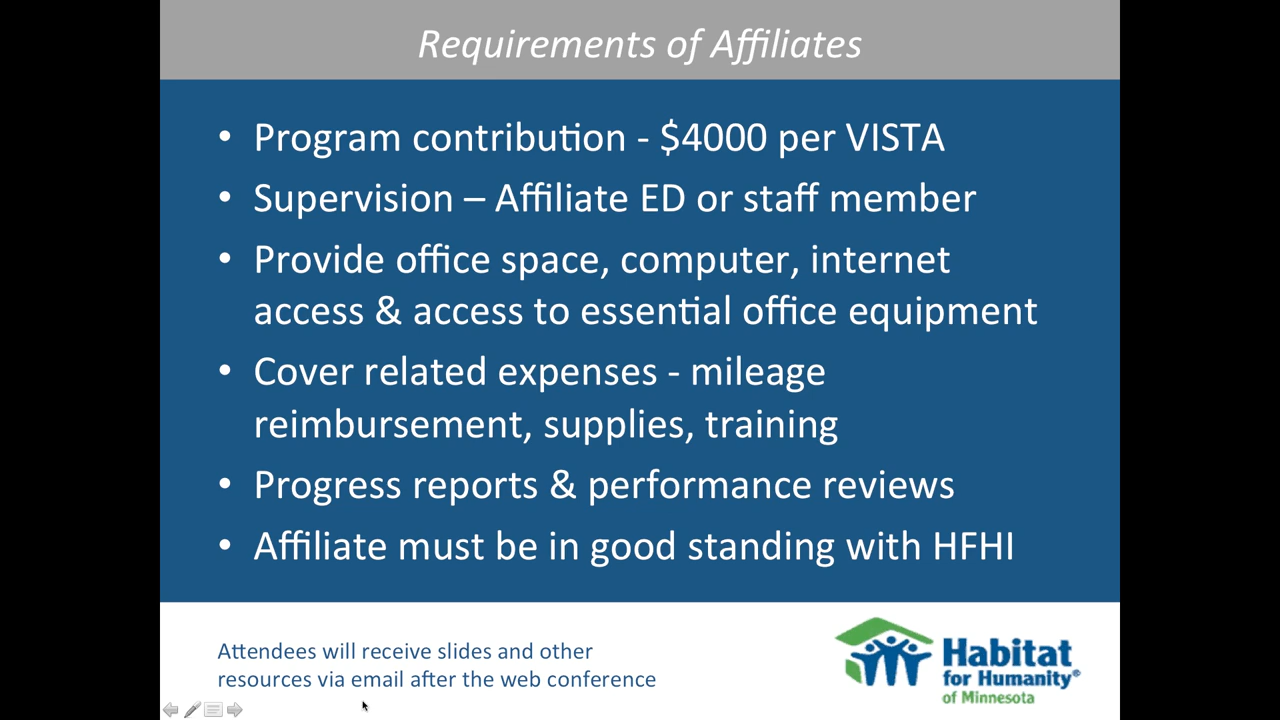 Requirements of Affiliates
• Program contribution - $4000 per VISTA
• Supervision – Affiliate ED or staff member
• Provide office space, computer, internet
access & access to essential office equipment
• Cover related expenses - mileage
reimbursement, supplies, training
• Progress reports & performance reviews
• Affiliate must be in good standing with HFHI
Attendees will receive slides and other
resources via email after the web conference
Habitat
for Humanity®
of Minnesota